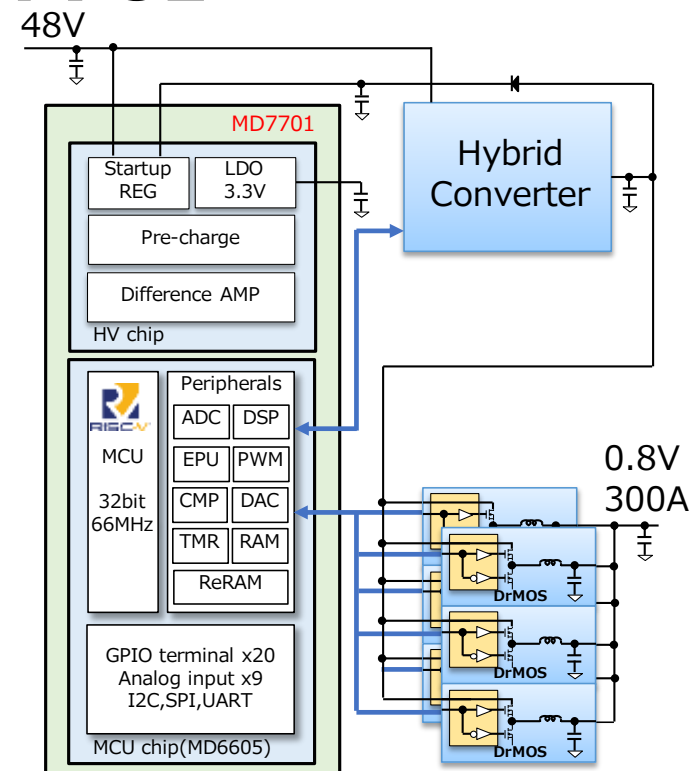 48V
MD7701
Startup
REG
LDO
3.3V
Pre-charge
Difference AMP
HV chip
Hybrid
Converter
RISC-V
MCU
32bit
66MHz
Peripherals
ADC
DSP
EPU
PWM
CMP
DAC
TMR
RAM
ReRAM
GPIO terminal x20
Analog input x9
I2C,SPI,UART
MCU chip(MD6605)
0.8V
300A
DrMOS
DrMOS
DrMOS